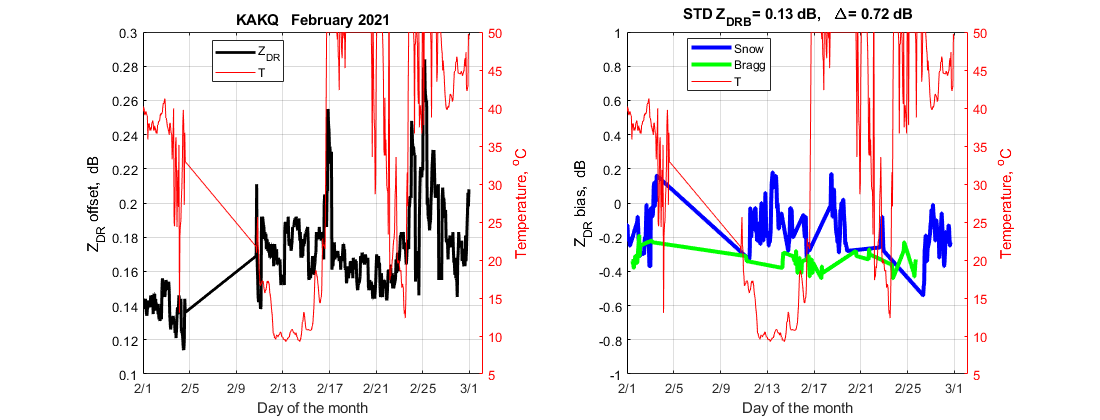 KAKQ   February 2021
0.3
0.28
0.26
0.24
0.22
0.2
0.18
0.16
0.14
0.12
0.1
Z_DR offset, dB
Z_DR
T
50
45
40
35
30
25
20
15
10
5
Temperature, °C
2/1 2/5 2/9 2/13 2/17 2/21 2/25 3/1
Day of the month
STD Z_DRB = 0.13 dB,   Δ = 0.72 dB
1
0.8
0.6
0.4
0.2
0
-0.2
-0.4
-0.6
-0.8
-1
Z_DR bias, dB
Snow
Bragg
T
50
45
40
35
30
25
20
15
10
5
Temperature, °C
2/1 2/5 2/9 2/13 2/17 2/21 2/25 3/1
Day of the month